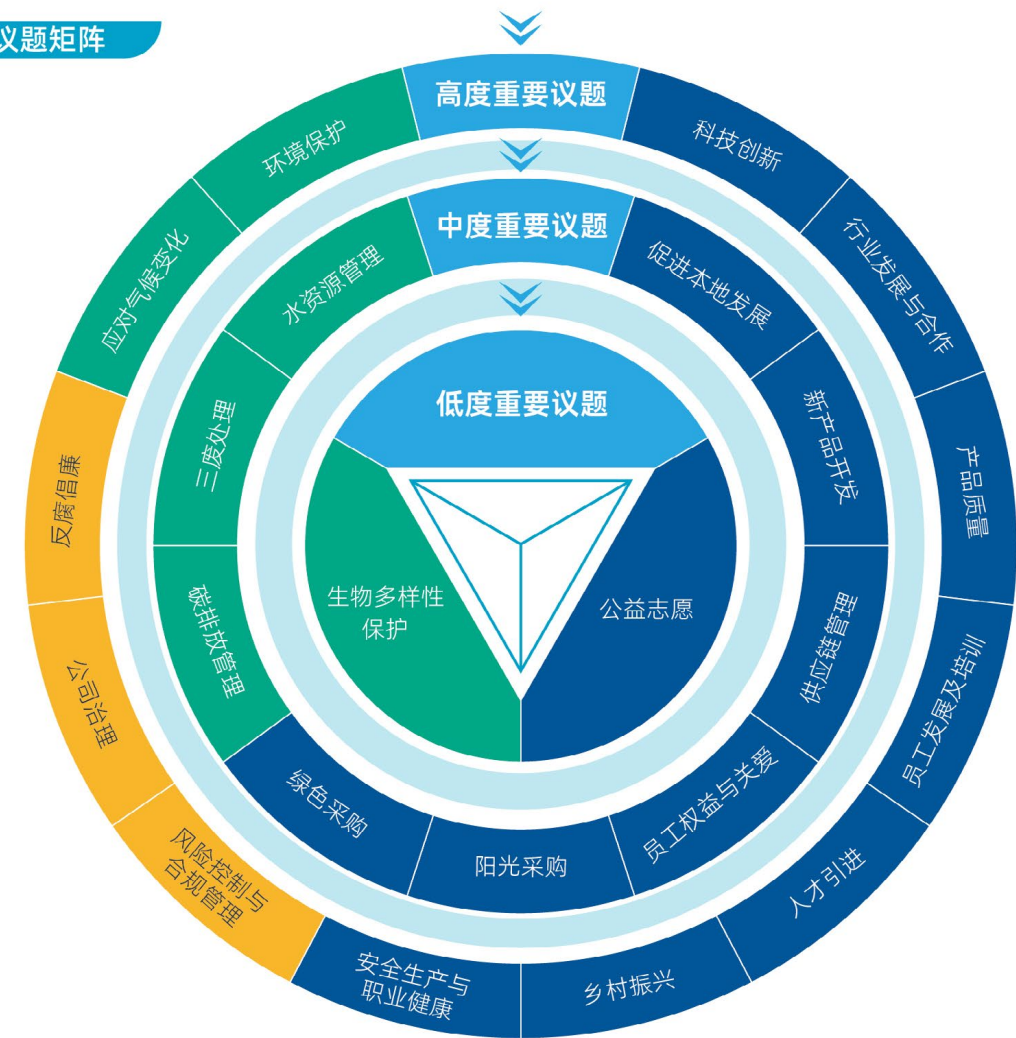 议题矩阵
高度重要议题
科技创新
行业发展与合作
产品质量
员工发展及培训
人才引进
乡村振兴
安全生产与
职业健康
风险控制与
合规管理
公司治理
反腐倡廉
应对气候变化
环境保护
中度重要议题
促进本地发展
新产品开发
供应链管理
员工权益与关爱
阳光采购
绿色采购
碳排放管理
三废处理
水资源管理
低度重要议题
公益志愿
生物多样性
保护